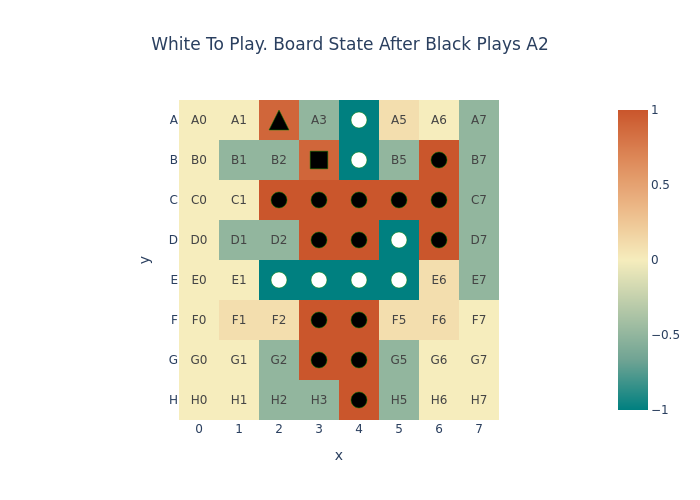 White To Play. Board State After Black Plays A2
A A0 A1 A3 A5 A6 A7
B B0 B1 B2 B5 B7
C C0 C1 C7
D D0 D1 D2 D7
E E0 E1 E6 E7
F F0 F1 F2 F5 F6 F7
G G0 G1 G2 G5 G6 G7
H H0 H1 H2 H3 H5 H6 H7
0 1 2 3 4 5 6 7
x
y
1
0.5
0
−0.5
−1